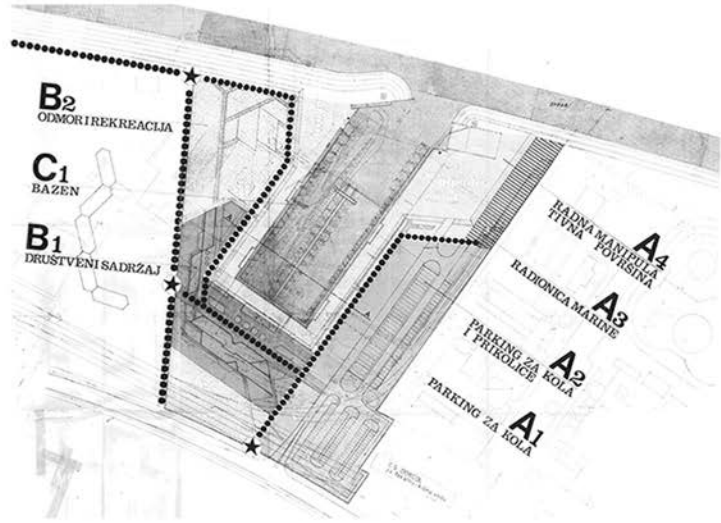 B2
ODMOR I REKREACIJA
C1
BAZEN
B1
DRUŠTVENI SADRŽAJ
A4
RADNA MANIPULA
TIVNA POVRŠINA
A3
RADIONICA MARINE
A2
PARKING ZA KOLA
I PRIKOLICE
A1
PARKING ZA KOLA